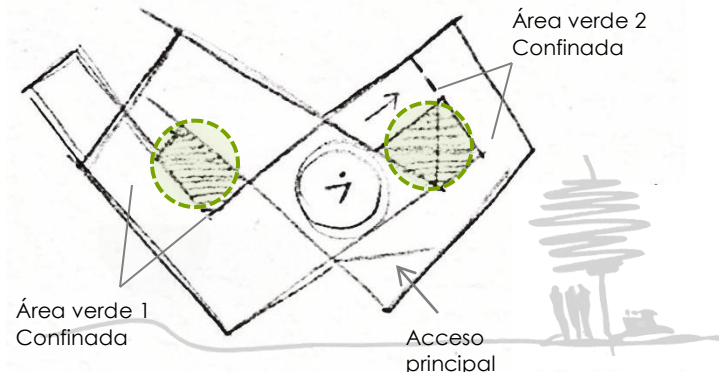 Área verde 2
Confinada
Área verde 1
Confinada
Acceso
principal